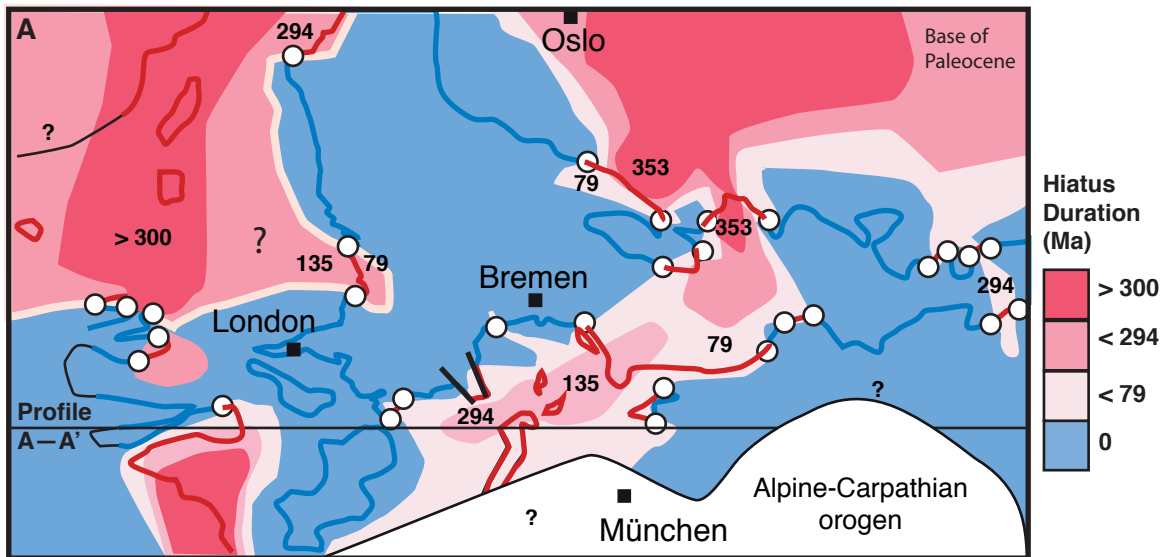 A
294
Oslo
Base of
Paleocene
?
353
79
> 300
?
135
79
353
Bremen
294
London
79
135
294
?
Profile
A—A'
?
München
Alpine-Carpathian
orogen
Hiatus
Duration
(Ma)
> 300
< 294
< 79
0